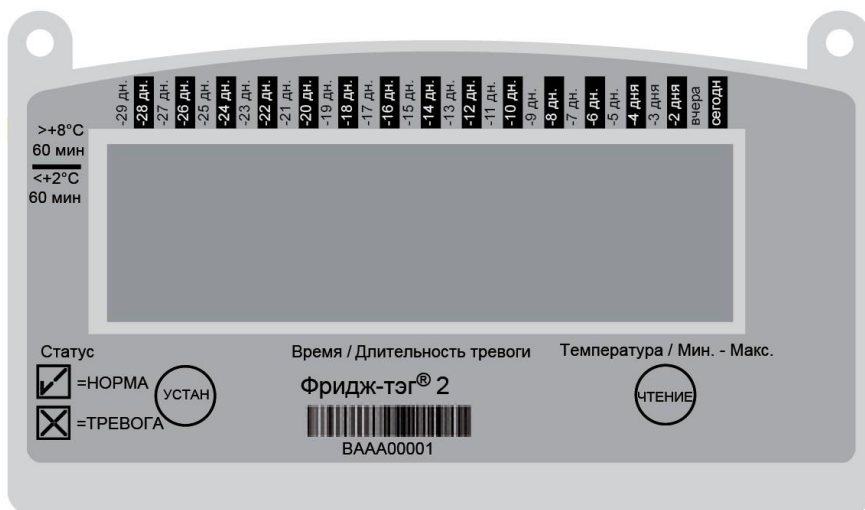 -29 дн.
-28 дн.
-27 дн.
-26 дн.
-25 дн.
-24 дн.
-23 дн.
-22 дн.
-21 дн.
-20 дн.
-19 дн.
-18 дн.
-17 дн.
-16 дн.
-15 дн.
-14 дн.
-13 дн.
-12 дн.
-11 дн.
-10 дн.
-9 дн.
-8 дн.
-7 дн.
-6 дн.
-5 дн.
-4 дня
-3 дня
-2 дня
вчера
сегодн
>+8°C
60 мин
<+2°C
60 мин
Статус
=НОРМА
=ТРЕВОГА
УСТАН
Время / Длительность тревоги
Фридж-тэг® 2
BAAA00001
Температура / Мин. - Макс.
ЧТЕНИЕ